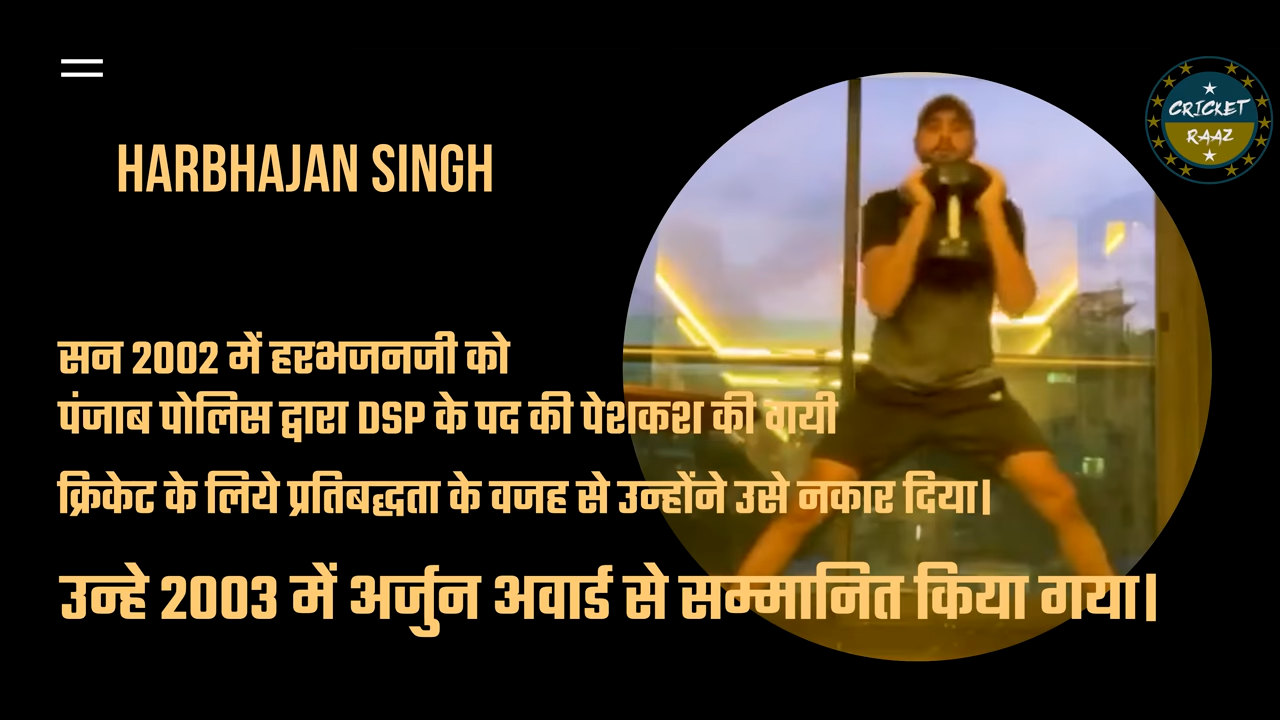 HARBHAJAN SINGH
CRICKET
RAAZ
सन 2002 में हरभजनजी को
पंजाब पोलिस द्वारा DSP के पद की पेशकश की गयी
क्रिकेट के लिये प्रतिबद्धता के वजह से उन्होंने उसे नकार दिया।
उन्हे 2003 में अर्जुन अवार्ड से सम्मानित किया गया।